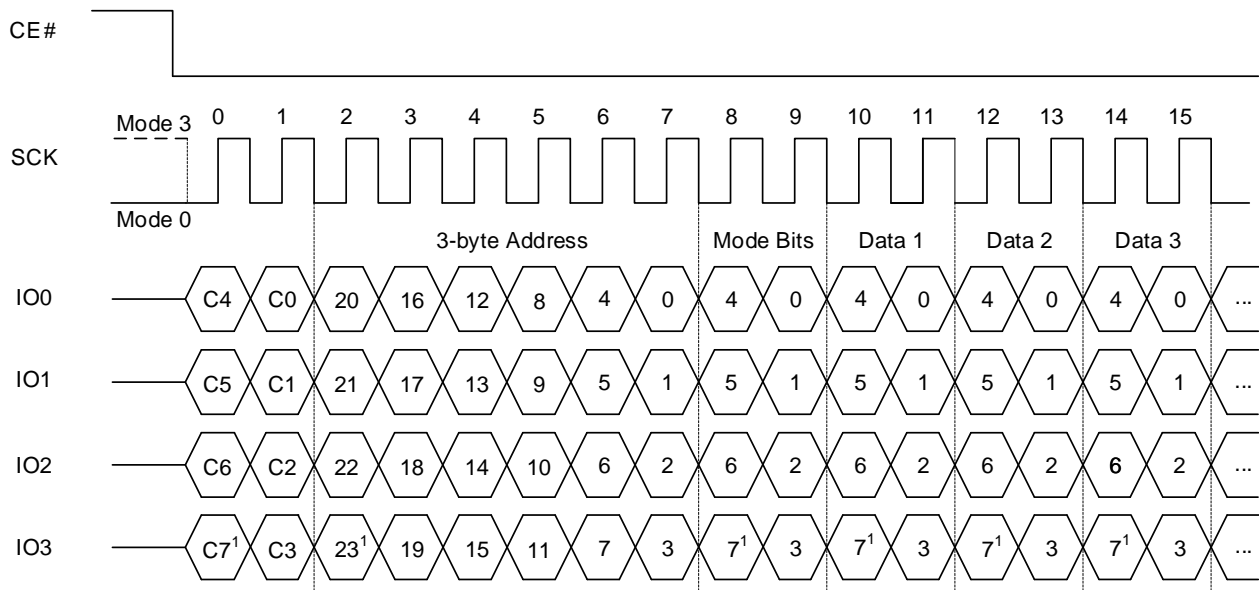 CE#
Mode 3 0 1 2 3 4 5 6 7 8 9 10 11 12 13 14 15
SCK
Mode 0
3-byte Address Mode Bits Data 1 Data 2 Data 3
IO0 C4 C0 20 16 12 8 4 0 4 0 4 0 4 0 4 0 ...
IO1 C5 C1 21 17 13 9 5 1 5 1 5 1 5 1 5 1 ...
IO2 C6 C2 22 18 14 10 6 2 6 2 6 2 6 2 6 2 ...
IO3 C7¹ C3 23¹ 19 15 11 7 3 7¹ 3 7¹ 3 7¹ 3 7¹ 3 ...